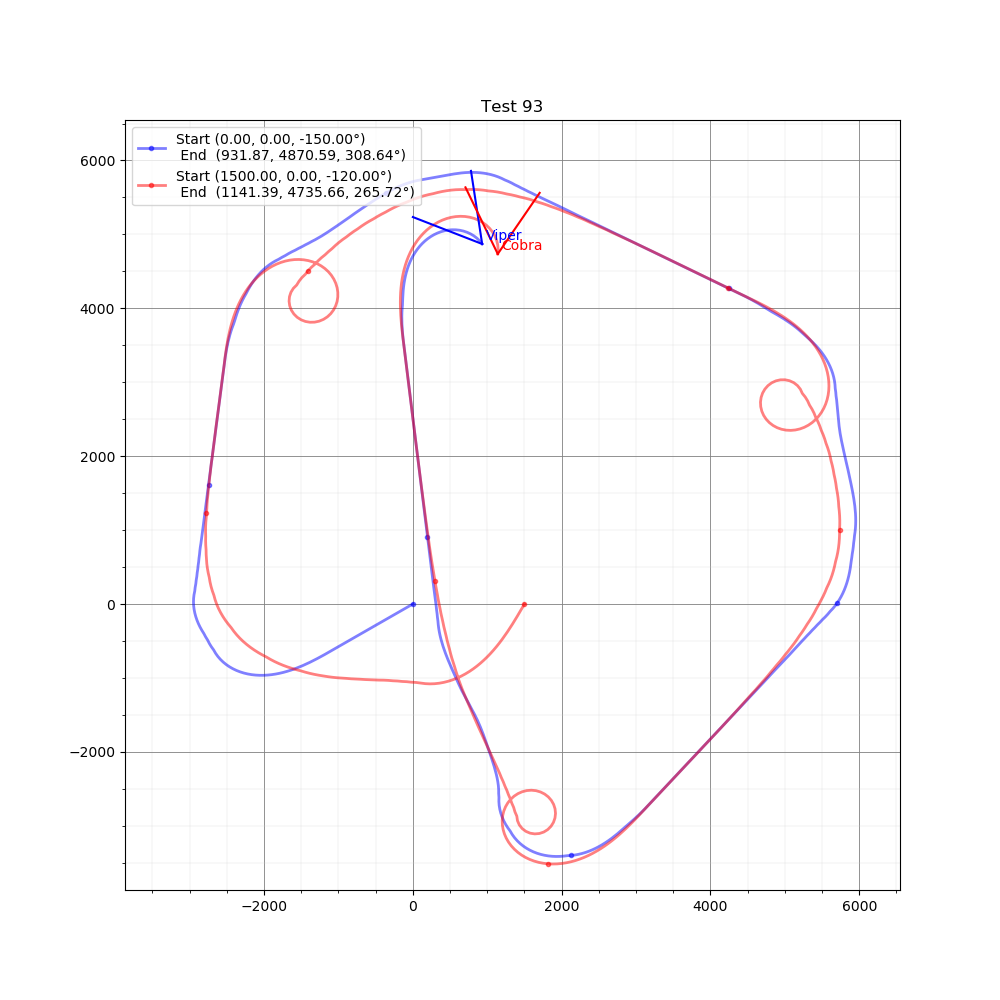 Test 93
Start (0.00, 0.00, -150.00°)
End  (931.87, 4870.59, 308.64°)
Start (1500.00, 0.00, -120.00°)
End  (1141.39, 4735.66, 265.72°)
Viper
Cobra
6000
4000
2000
0
−2000
−2000
0
2000
4000
6000